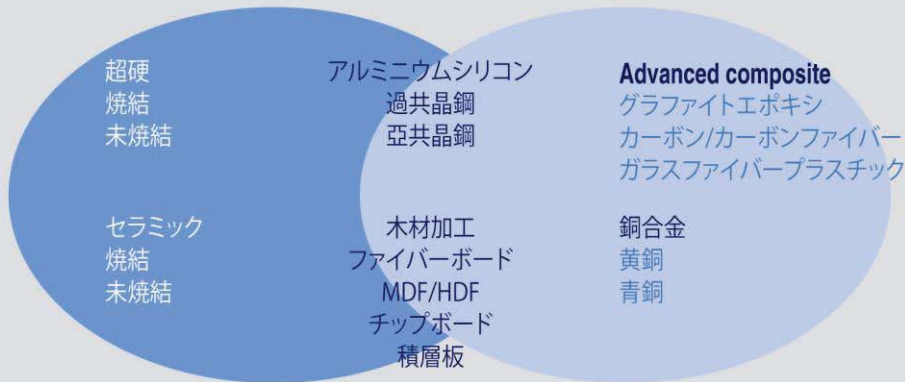 超硬
焼結
未焼結
セラミック
焼結
未焼結
アルミニウムシリコン
過共晶鋼
亞共晶鋼
木材加工
ファイバーボード
MDF/HDF
チップボード
積層板
Advanced composite
グラファイトエポキシ
カーボン/カーボンファイバー
ガラスファイバープラスチック
銅合金
黄銅
青銅